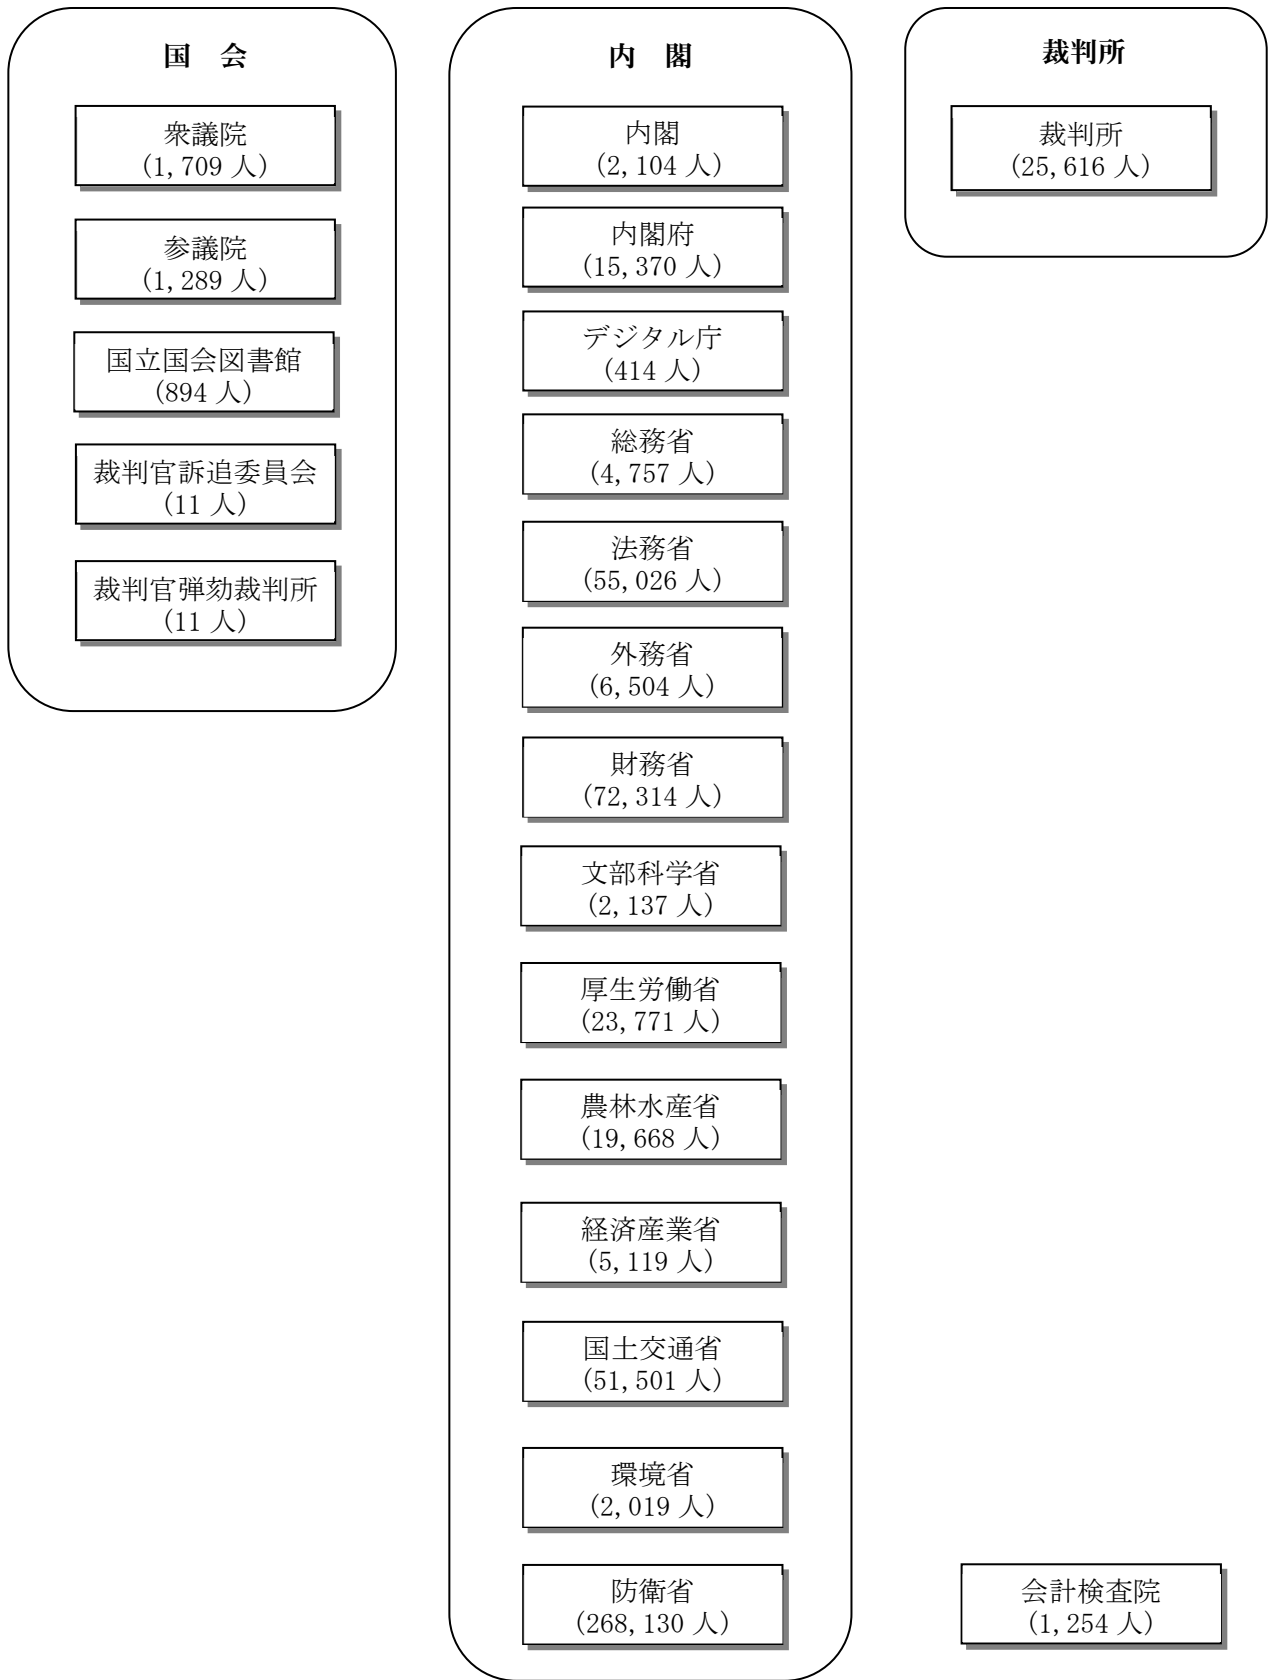 国　会
衆議院
(1,709 人)
参議院
(1,289 人)
国立国会図書館
(894 人)
裁判官訴追委員会
(11 人)
裁判官弾劾裁判所
(11 人)
内　閣
内閣
(2,104 人)
内閣府
(15,370 人)
デジタル庁
(414 人)
総務省
(4,757 人)
法務省
(55,026 人)
外務省
(6,504 人)
財務省
(72,314 人)
文部科学省
(2,137 人)
厚生労働省
(23,771 人)
農林水産省
(19,668 人)
経済産業省
(5,119 人)
国土交通省
(51,501 人)
環境省
(2,019 人)
防衛省
(268,130 人)
裁判所
裁判所
(25,616 人)
会計検査院
(1,254 人)